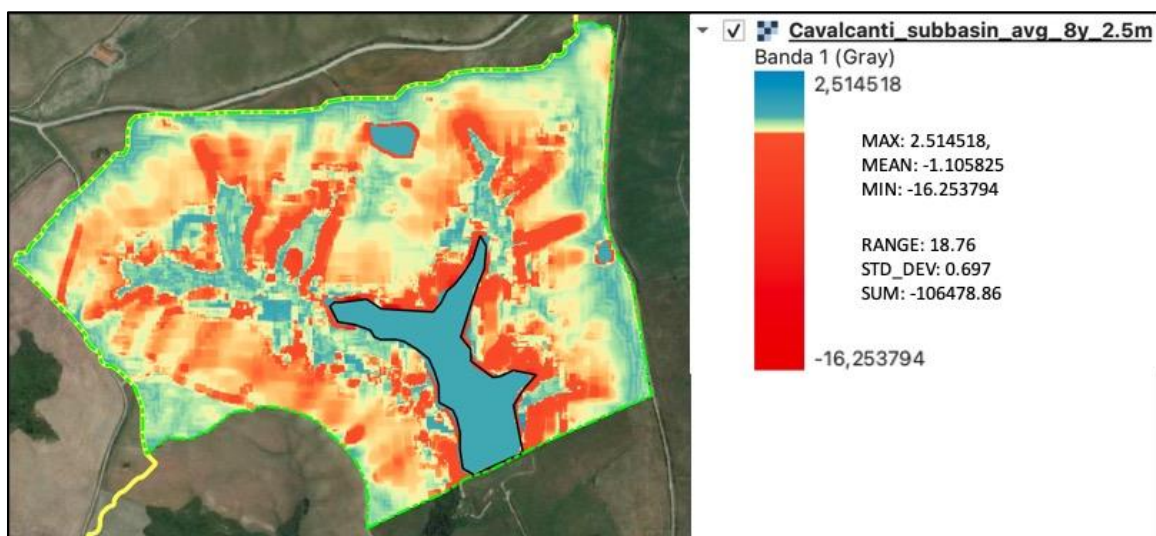 Cavalcanti_subbasin_avg_8y_2.5m
Banda 1 (Gray)
2,514518
MAX: 2.514518,
MEAN: -1.105825
MIN: -16.253794
RANGE: 18.76
STD_DEV: 0.697
SUM: -106478.86
-16,253794